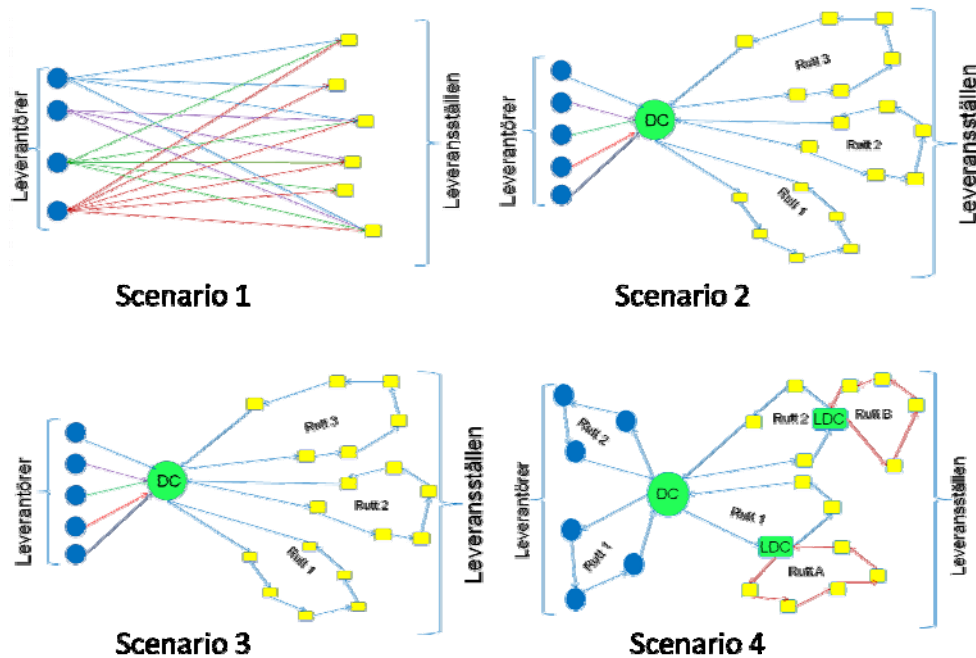 Leverantörer
Leveransställen
Scenario 1
Leverantörer
DC
Rutt 3
Rutt 2
Rutt 1
Leveransställen
Scenario 2
Leverantörer
DC
Rutt 3
Rutt 2
Rutt 1
Leveransställen
Scenario 3
Leverantörer
Rutt 2
Rutt 1
DC
Rutt 2
LDC
Rutt B
Rutt 1
LDC
Rutt A
Leveransställen
Scenario 4